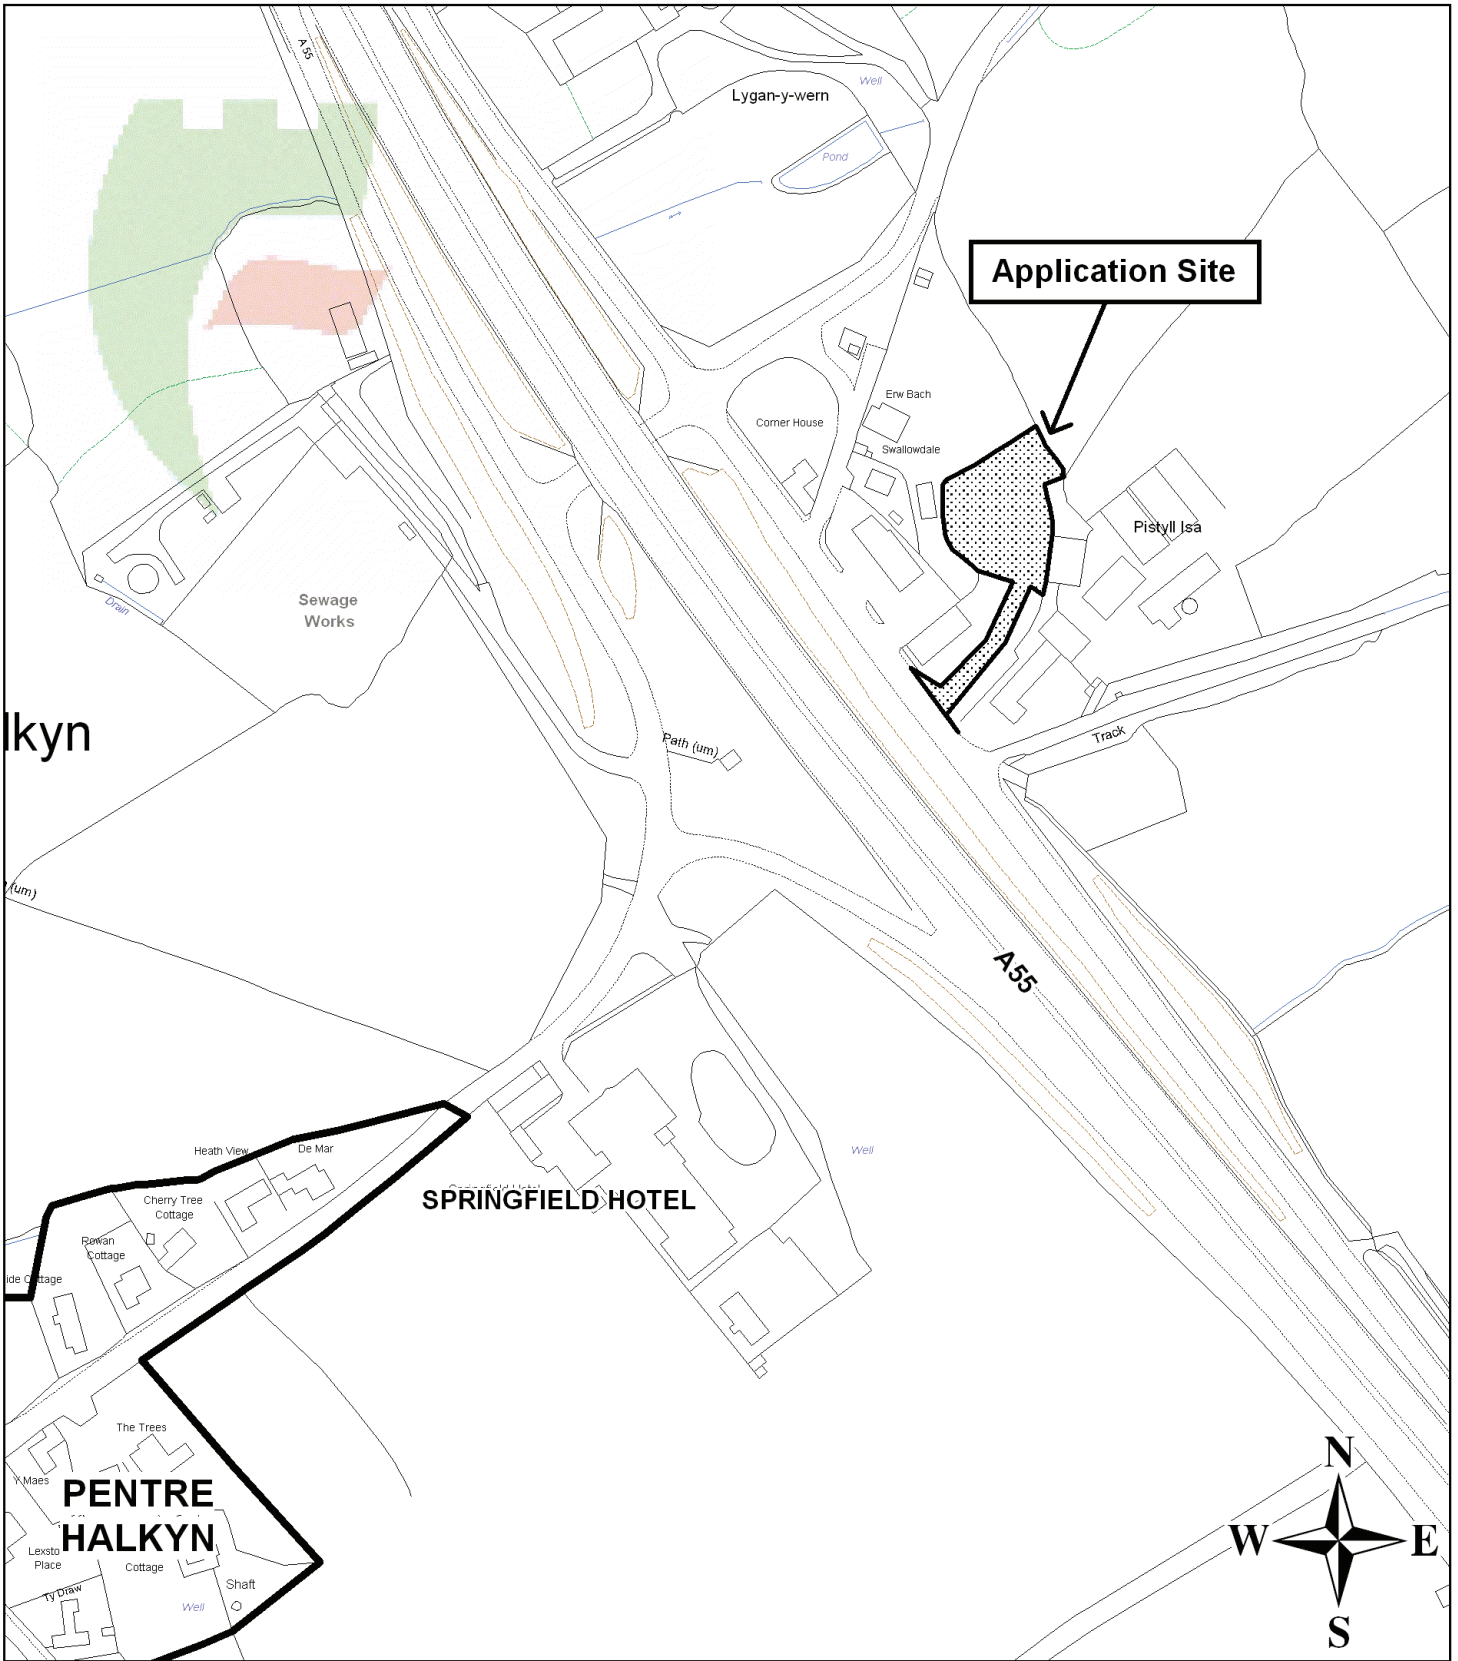 A 55
Well
Lygan-y-wern
Pond
Application Site
Erw Bach
Corner House
Swallowdale
Pistyll Isa
Sewage
Works
Drain
lkyn
Path (um)
Track
(um)
A55
Heath View
De Mar
Well
Cherry Tree
Cottage
SPRINGFIELD HOTEL
Rowan
Cottage
ide Cottage
The Trees
Y Maes
PENTRE
HALKYN
Lexsto
Place
Cottage
Shaft
Ty Draw
Well
N
W
E
S